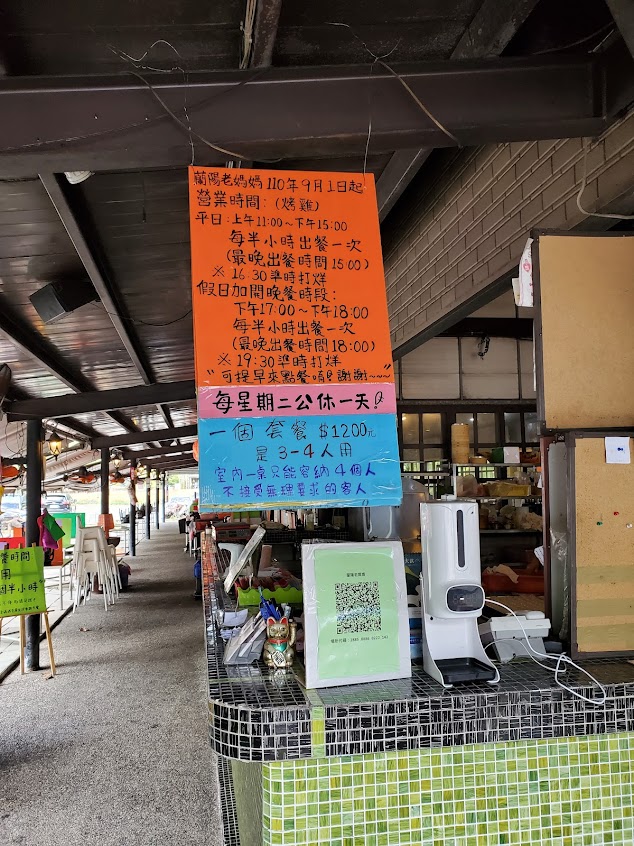 蘭陽老媽媽 110年9月1日起
營業時間:(烤雞)
平日:上午11:00~下午15:00
每半小時出餐一次
(最晚出餐時間15:00)
※ 16:30準時打烊
假日加開晚餐時段:
下午17:00~下午18:00
每半小時出餐一次
(最晚出餐時間18:00)
※19:30準時打烊
"可提早來點餐唷!謝謝~~~"
每星期二公休一天!
一個套餐 $1200元
是3-4人用
室內一桌只能容納4個人
不接受無理要求的客人
時間
用
半小時